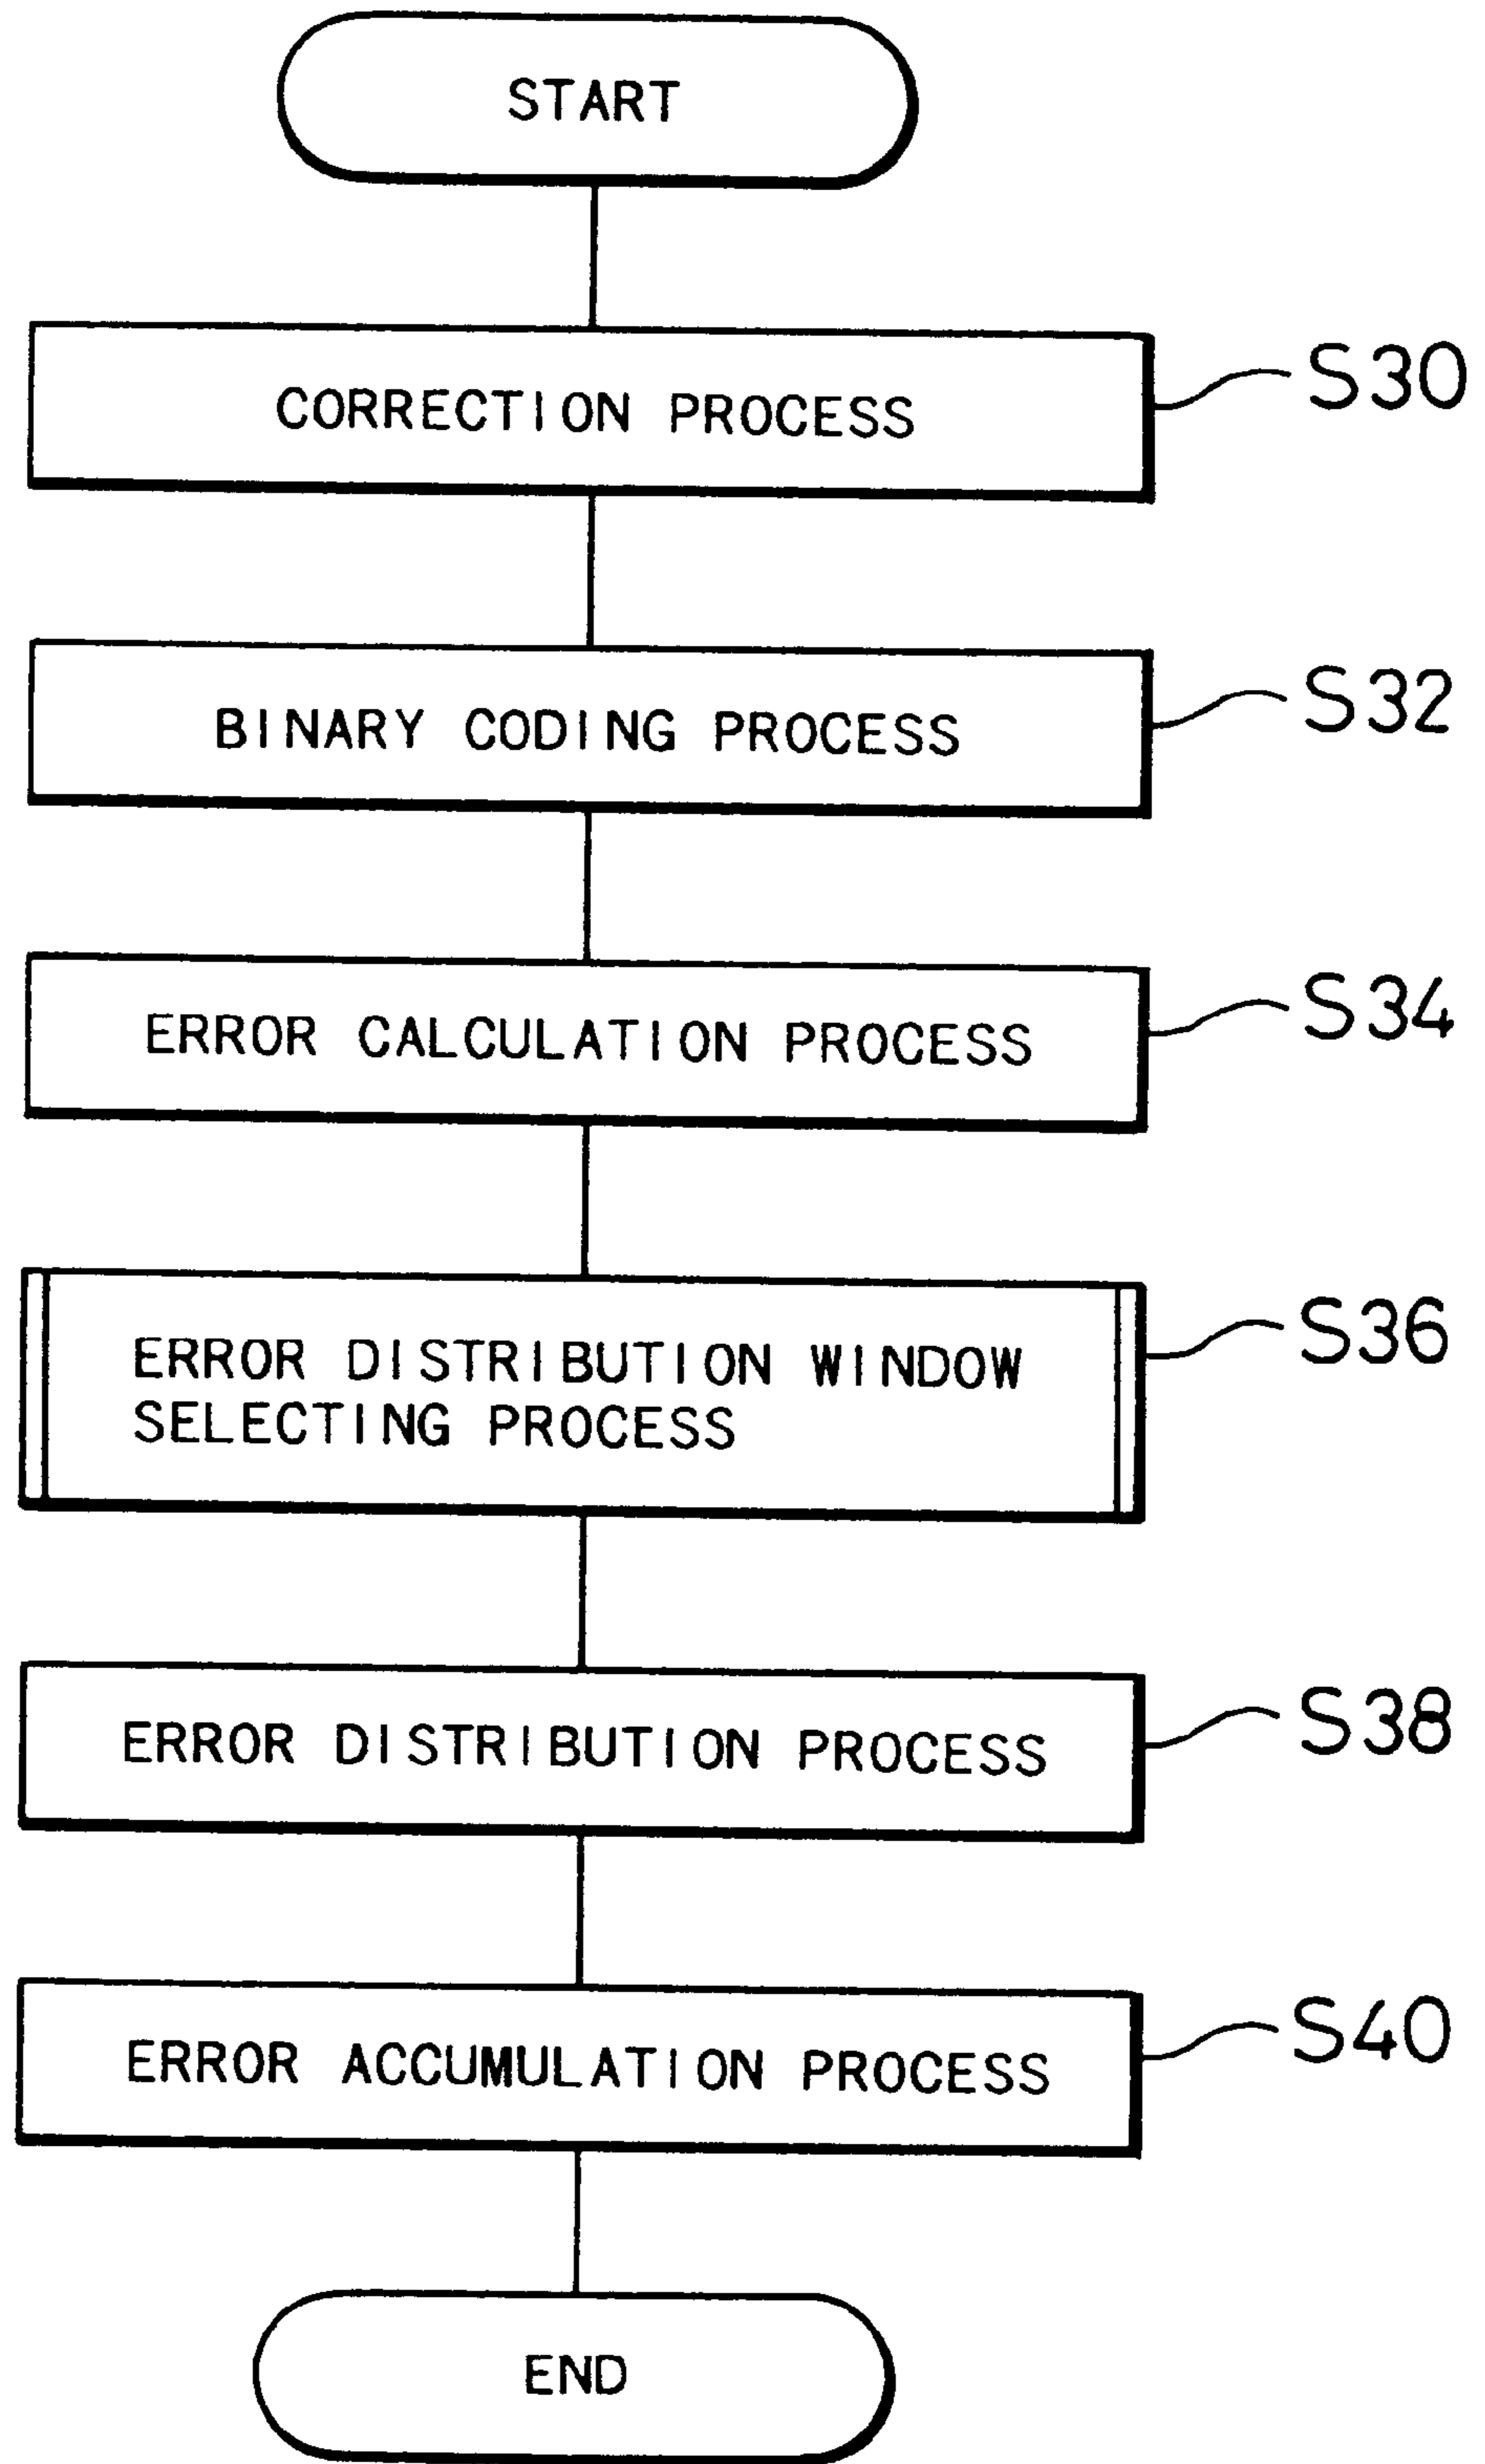 START
CORRECTION PROCESS
S30
BINARY CODING PROCESS
S32
ERROR CALCULATION PROCESS
S34
ERROR DISTRIBUTION WINDOW
SELECTING PROCESS
S36
ERROR DISTRIBUTION PROCESS
S38
ERROR ACCUMULATION PROCESS
S40
END